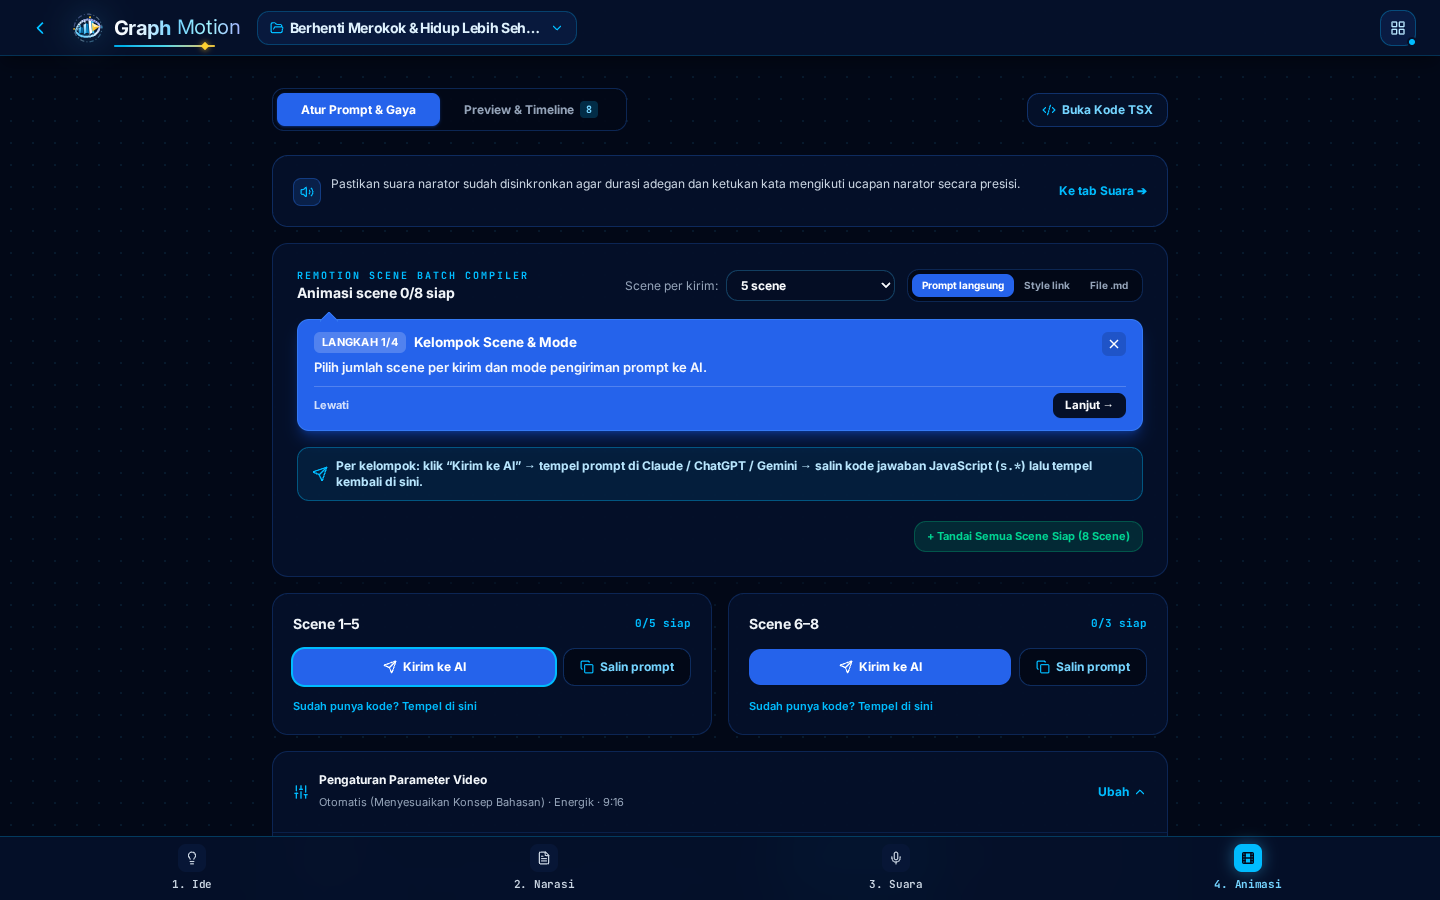 Graph Motion
Berhenti Merokok & Hidup Lebih Seh...
Atur Prompt & Gaya
Preview & Timeline 8
Buka Kode TSX
Pastikan suara narator sudah disinkronkan agar durasi adegan dan ketukan kata mengikuti ucapan narator secara presisi.
Ke tab Suara ➔
REMOTION SCENE BATCH COMPILER
Animasi scene 0/8 siap
Scene per kirim:
5 scene
Prompt langsung
Style link
File .md
LANGKAH 1/4
Kelompok Scene & Mode
Pilih jumlah scene per kirim dan mode pengiriman prompt ke AI.
Lewati
Lanjut →
Per kelompok: klik “Kirim ke AI” → tempel prompt di Claude / ChatGPT / Gemini → salin kode jawaban JavaScript (s.*) lalu tempel
kembali di sini.
+ Tandai Semua Scene Siap (8 Scene)
Scene 1–5
0/5 siap
Kirim ke AI
Salin prompt
Sudah punya kode? Tempel di sini
Scene 6–8
0/3 siap
Kirim ke AI
Salin prompt
Sudah punya kode? Tempel di sini
Pengaturan Parameter Video
Otomatis (Menyesuaikan Konsep Bahasan) · Energik · 9:16
Ubah
1. Ide
2. Narasi
3. Suara
4. Animasi